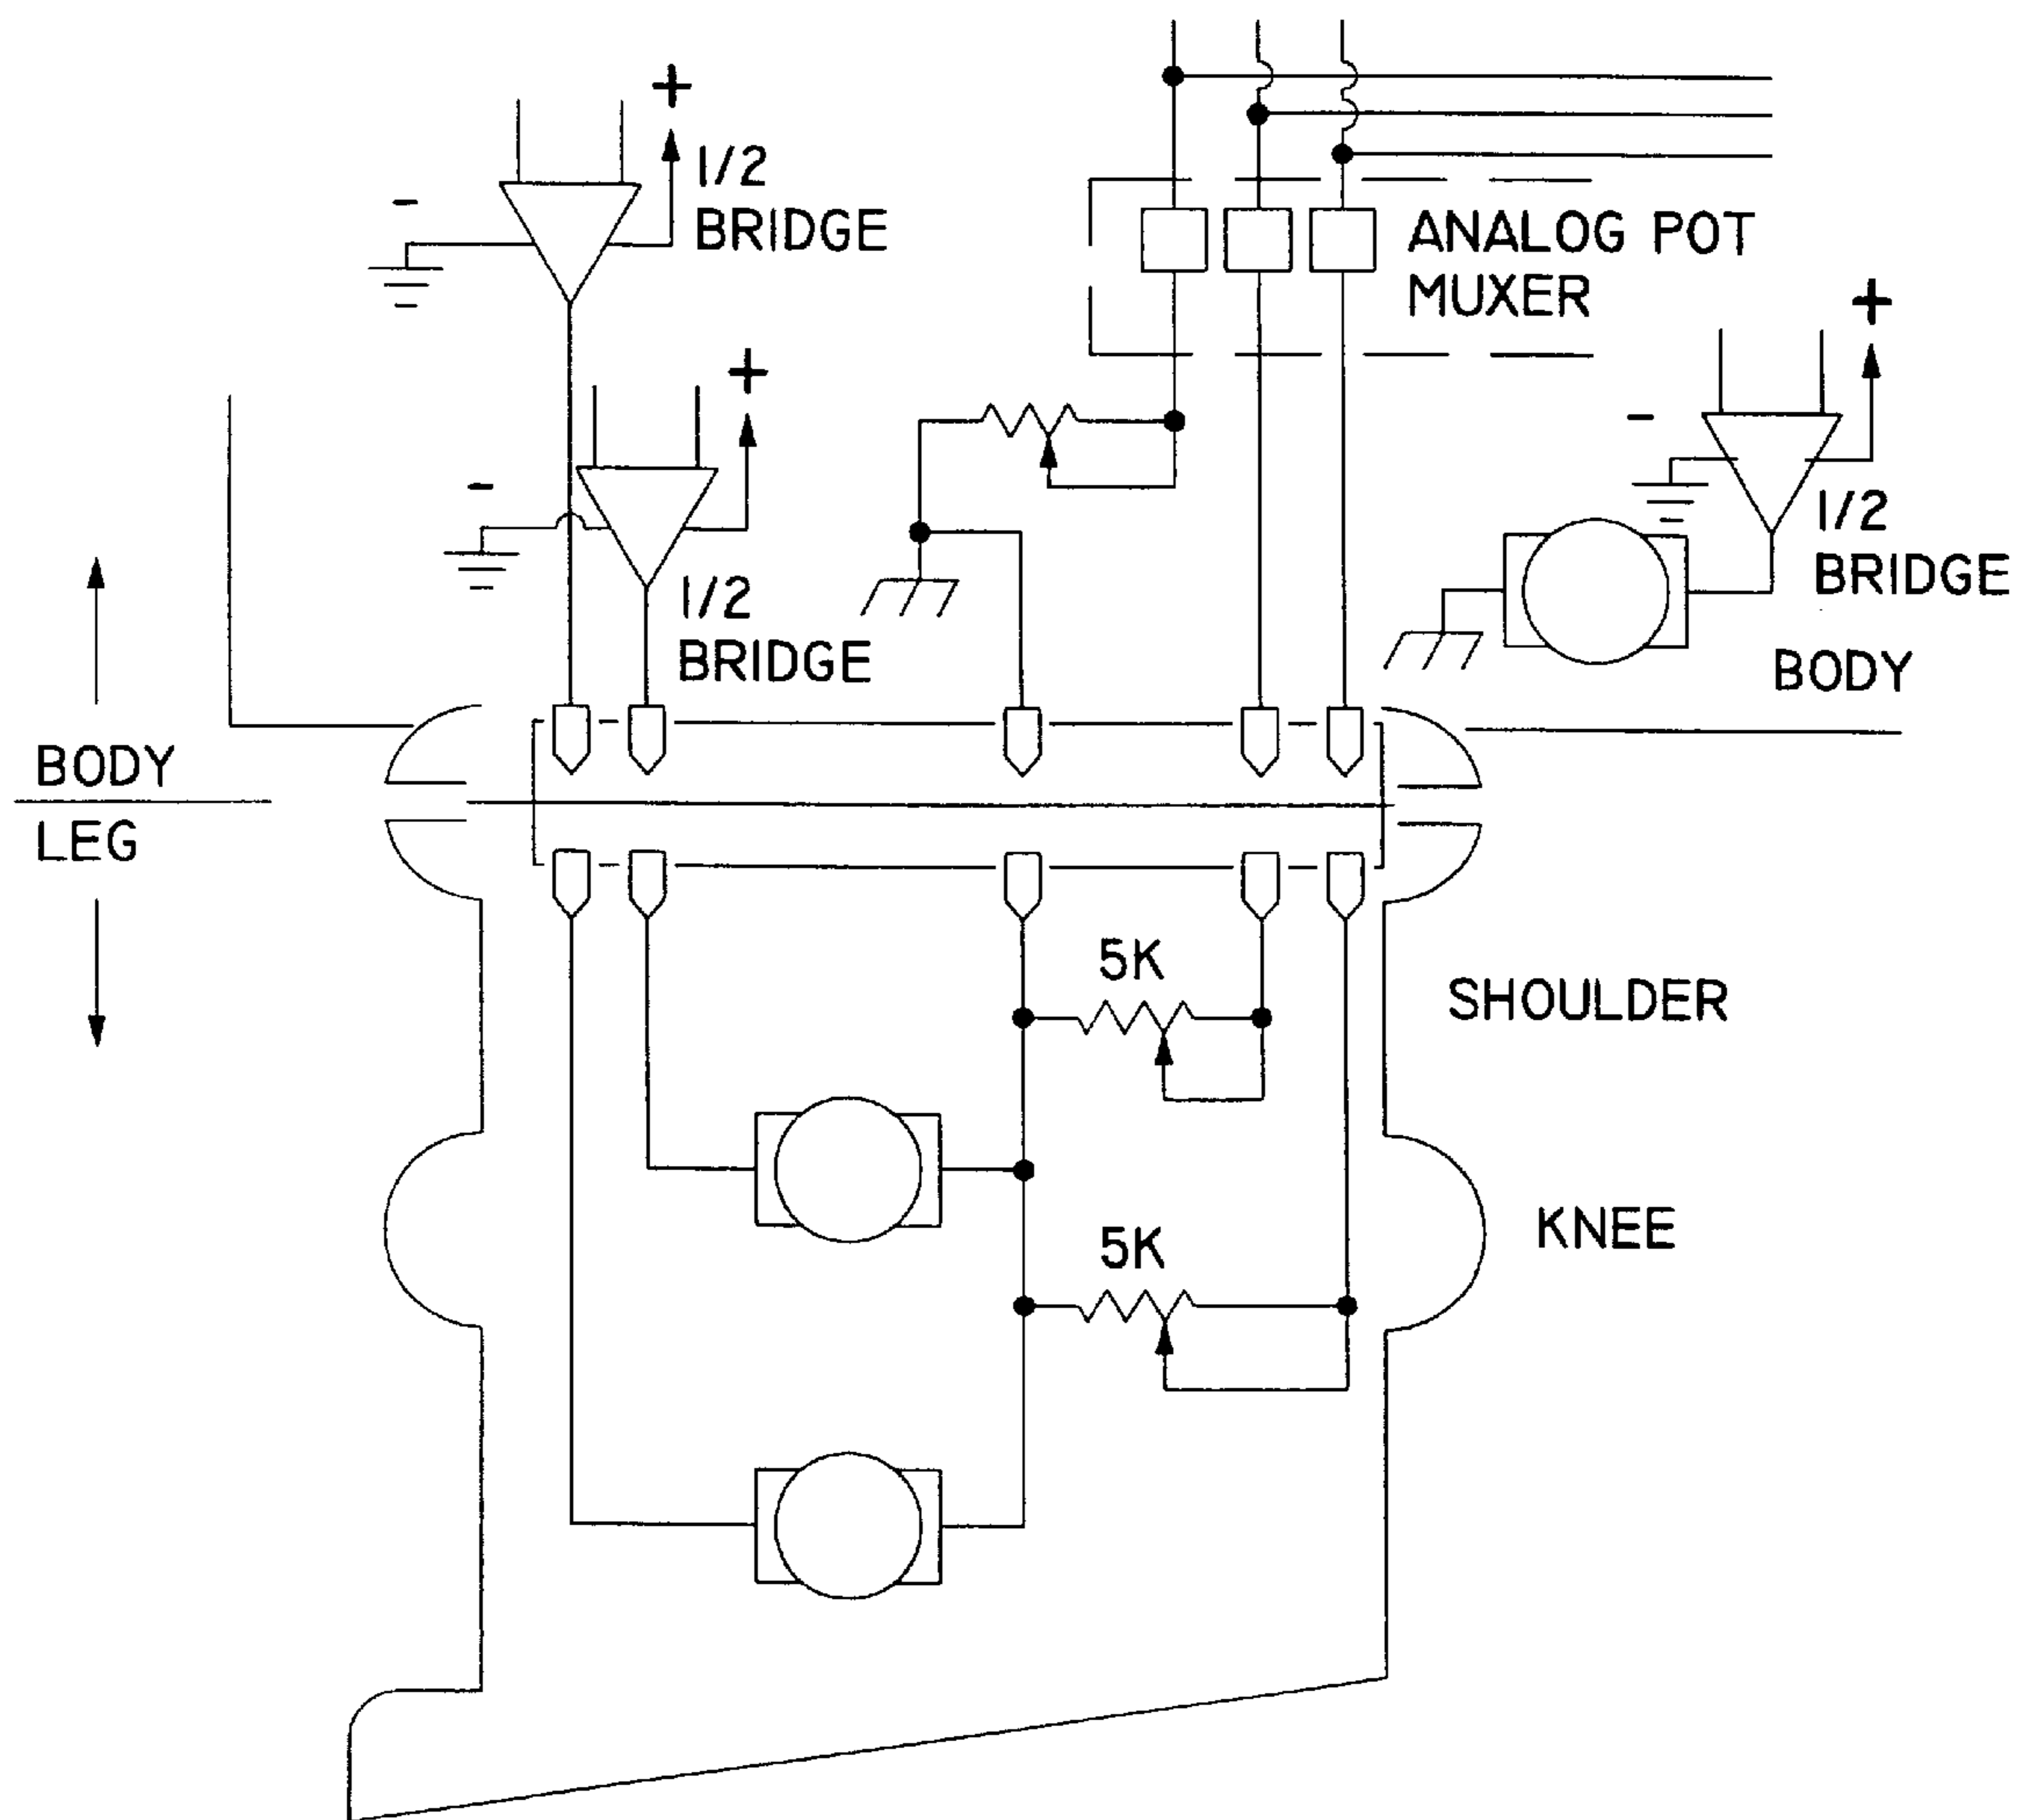 +
1/2
BRIDGE
-
ANALOG POT
MUXER
+
+
-
-
1/2
BRIDGE
1/2
BRIDGE
BODY
BODY
LEG
5K
SHOULDER
KNEE
5K